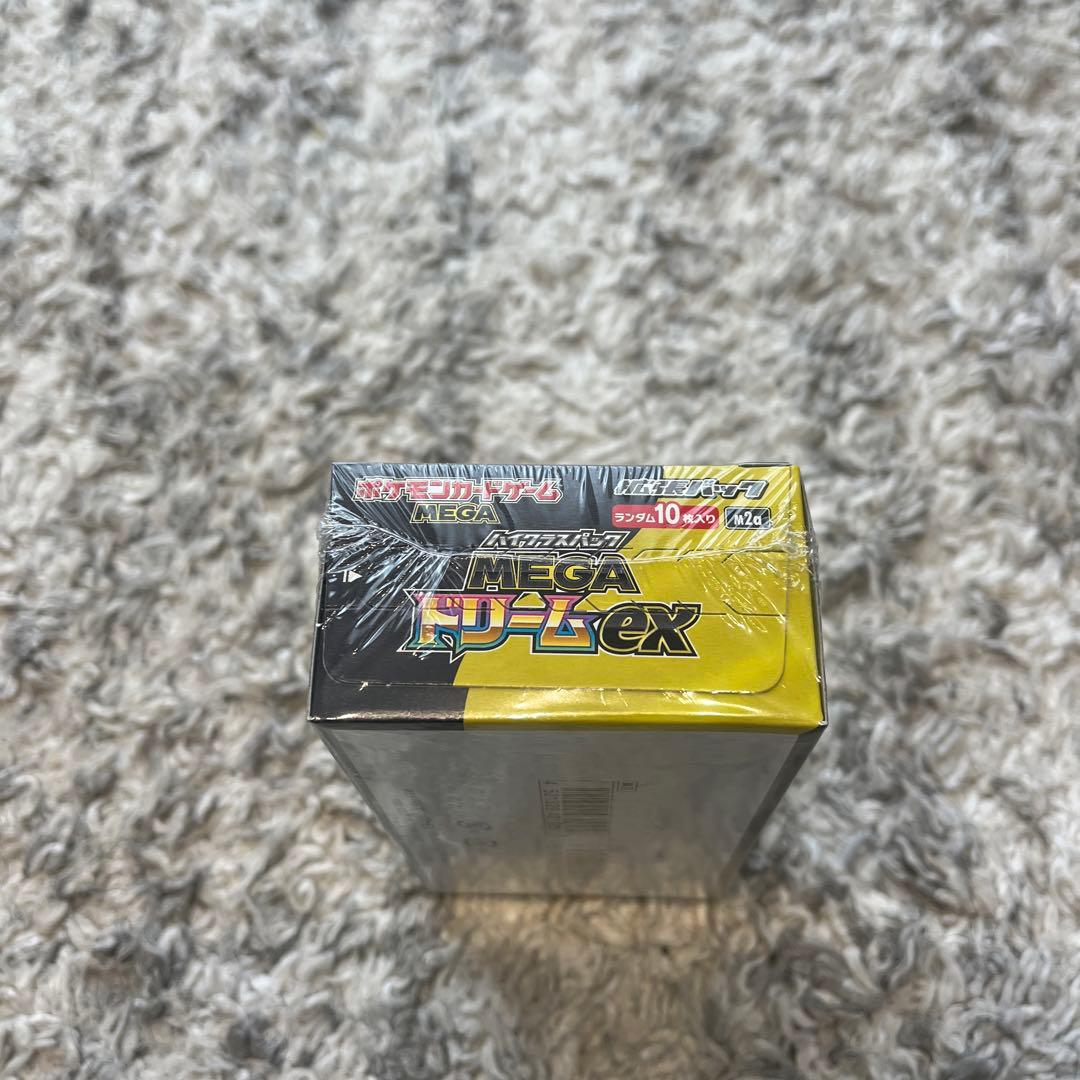 ポケモンカードゲーム
MEGA
拡張パック
ランダム10枚入り
M2a
ハイクラスパック
MEGA
ドリームex